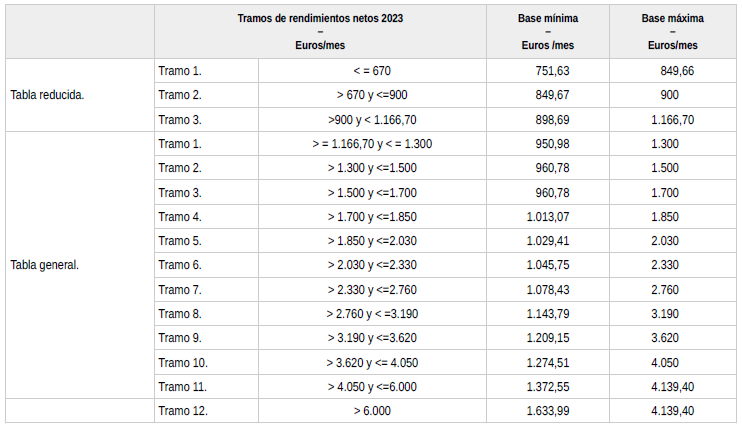 Tramos de rendimientos netos 2023
–
Euros/mes
Base mínima
–
Euros /mes
Base máxima
–
Euros/mes
Tabla reducida.
Tramo 1. < = 670 751,63 849,66
Tramo 2. > 670 y <=900 849,67 900
Tramo 3. >900 y < 1.166,70 898,69 1.166,70
Tabla general.
Tramo 1. > = 1.166,70 y < = 1.300 950,98 1.300
Tramo 2. > 1.300 y <=1.500 960,78 1.500
Tramo 3. > 1.500 y <=1.700 960,78 1.700
Tramo 4. > 1.700 y <=1.850 1.013,07 1.850
Tramo 5. > 1.850 y <=2.030 1.029,41 2.030
Tramo 6. > 2.030 y <=2.330 1.045,75 2.330
Tramo 7. > 2.330 y <=2.760 1.078,43 2.760
Tramo 8. > 2.760 y < =3.190 1.143,79 3.190
Tramo 9. > 3.190 y <=3.620 1.209,15 3.620
Tramo 10. > 3.620 y <= 4.050 1.274,51 4.050
Tramo 11. > 4.050 y <=6.000 1.372,55 4.139,40
Tramo 12. > 6.000 1.633,99 4.139,40